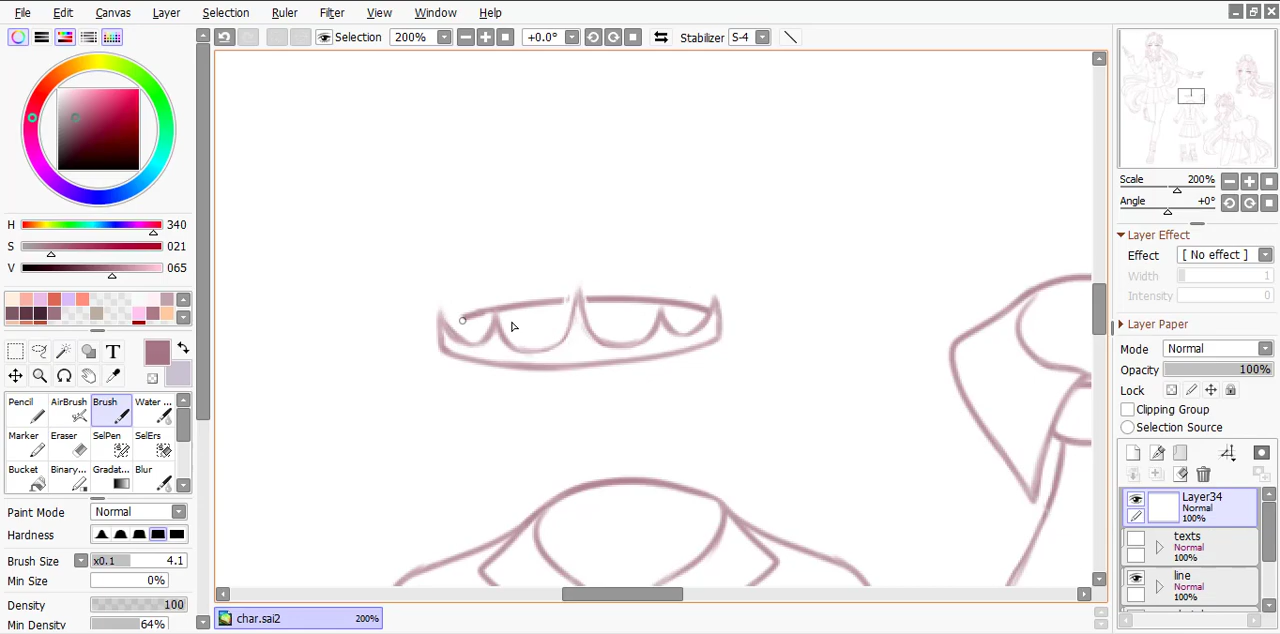 File Edit Canvas Layer Selection Ruler Filter View Window Help
Selection 200% +0.0° Stabilizer S-4
H 340
S 021
V 065
T
Pencil AirBrush Brush Water ...
Marker Eraser SelPen SelErs
Bucket Binary... Gradat... Blur
Paint Mode Normal
Hardness
Brush Size x0.1 4.1
Min Size 0%
Density 100
Min Density 64%
char.sai2 200%
Scale 200%
Angle +0°
Layer Effect
Effect [ No effect ]
Width 1
Intensity 0
Layer Paper
Mode Normal
Opacity 100%
Lock
Clipping Group
Selection Source
Layer34
Normal
100%
texts
Normal
100%
line
Normal
100%